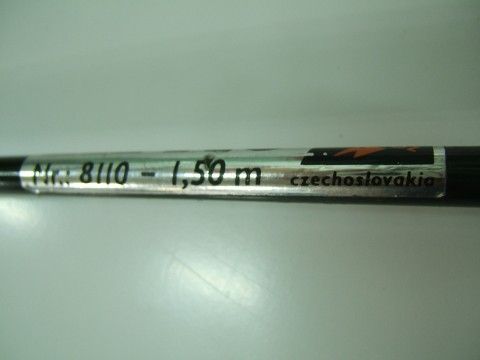 Nr.: 8110 – 1,50 m czechoslovakia